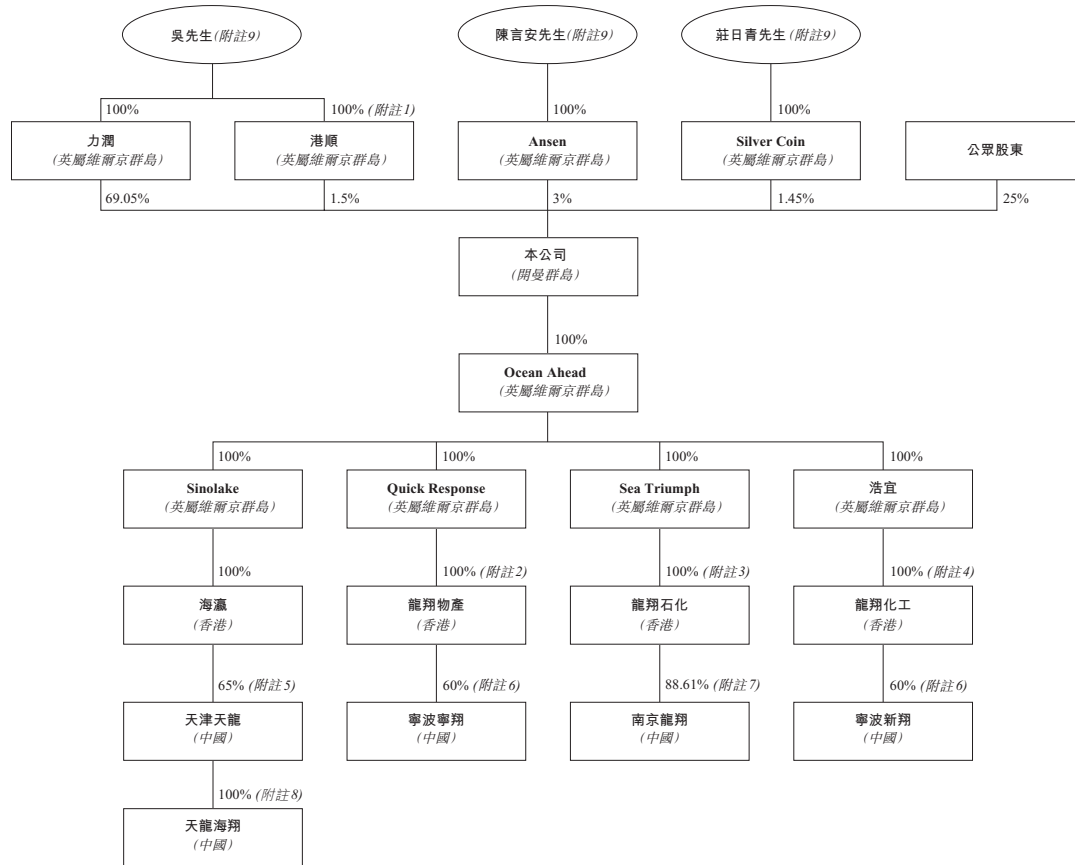 吳先生(附註9)
陳言安先生(附註9)
莊日青先生(附註9)
100%
100% (附註1)
100%
100%
力潤
(英屬維爾京群島)
港順
(英屬維爾京群島)
Ansen
(英屬維爾京群島)
Silver Coin
(英屬維爾京群島)
公眾股東
69.05%
1.5%
3%
1.45%
25%
本公司
(開曼群島)
100%
Ocean Ahead
(英屬維爾京群島)
100%
100%
100%
100%
Sinolake
(英屬維爾京群島)
Quick Response
(英屬維爾京群島)
Sea Triumph
(英屬維爾京群島)
浩宜
(英屬維爾京群島)
100%
100% (附註2)
100% (附註3)
100% (附註4)
海瀛
(香港)
龍翔物產
(香港)
龍翔石化
(香港)
龍翔化工
(香港)
65% (附註5)
60% (附註6)
88.61% (附註7)
60% (附註6)
天津天龍
(中國)
寧波寧翔
(中國)
南京龍翔
(中國)
寧波新翔
(中國)
100% (附註8)
天龍海翔
(中國)